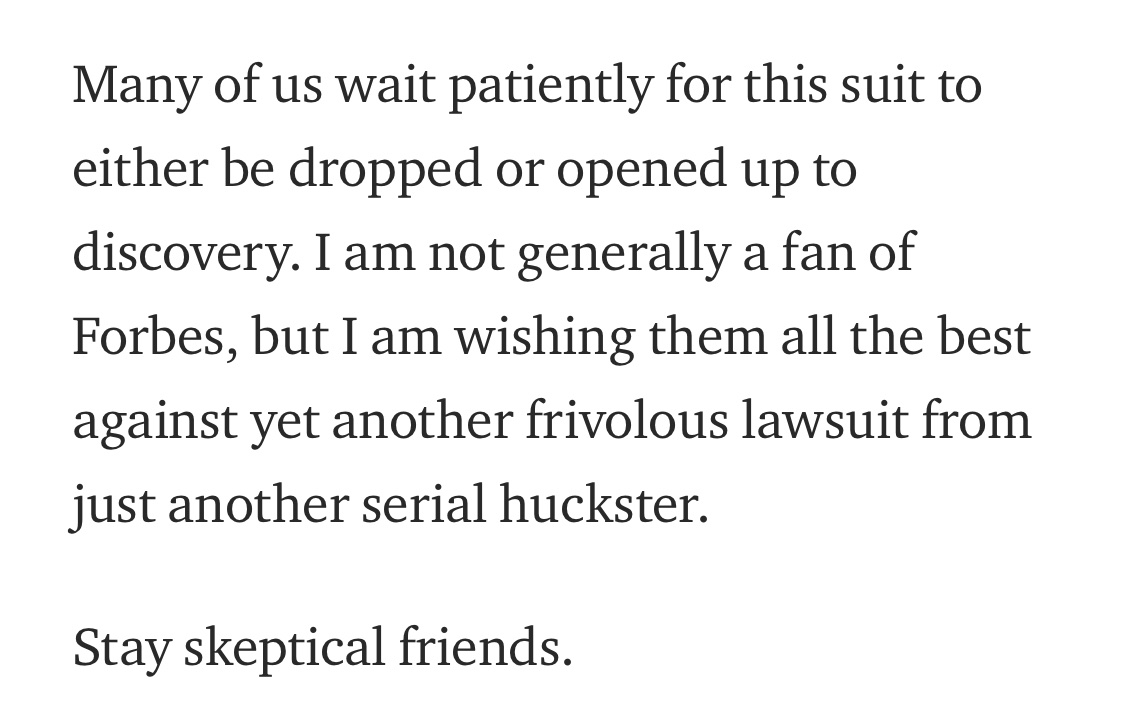 Many of us wait patiently for this suit to
either be dropped or opened up to
discovery. I am not generally a fan of
Forbes, but I am wishing them all the best
against yet another frivolous lawsuit from
just another serial huckster.
Stay skeptical friends.